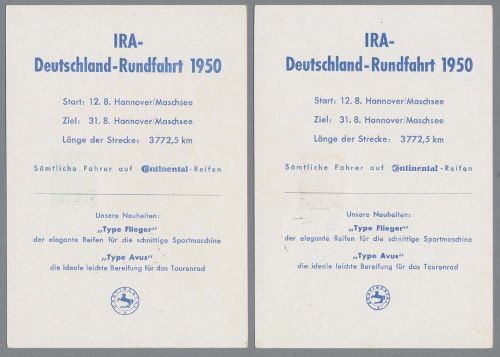 IRA-
Deutschland-Rundfahrt 1950
Start: 12. 8. Hannover/Maschsee
Ziel: 31. 8. Hannover/Maschsee
Länge der Strecke: 3772,5 km
Sämtliche Fahrer auf Continental-Reifen
Unsere Neuheiten:
„Type Flieger"
der elegante Reifen für die schnittige Sportmaschine
„Type Avus"
die ideale leichte Bereifung für das Tourenrad
CONTINENTAL
IRA-
Deutschland-Rundfahrt 1950
Start: 12. 8. Hannover/Maschsee
Ziel: 31. 8. Hannover/Maschsee
Länge der Strecke: 3772,5 km
Sämtliche Fahrer auf Continental-Reifen
Unsere Neuheiten:
„Type Flieger"
der elegante Reifen für die schnittige Sportmaschine
„Type Avus"
die ideale leichte Bereifung für das Tourenrad
CONTINENTAL